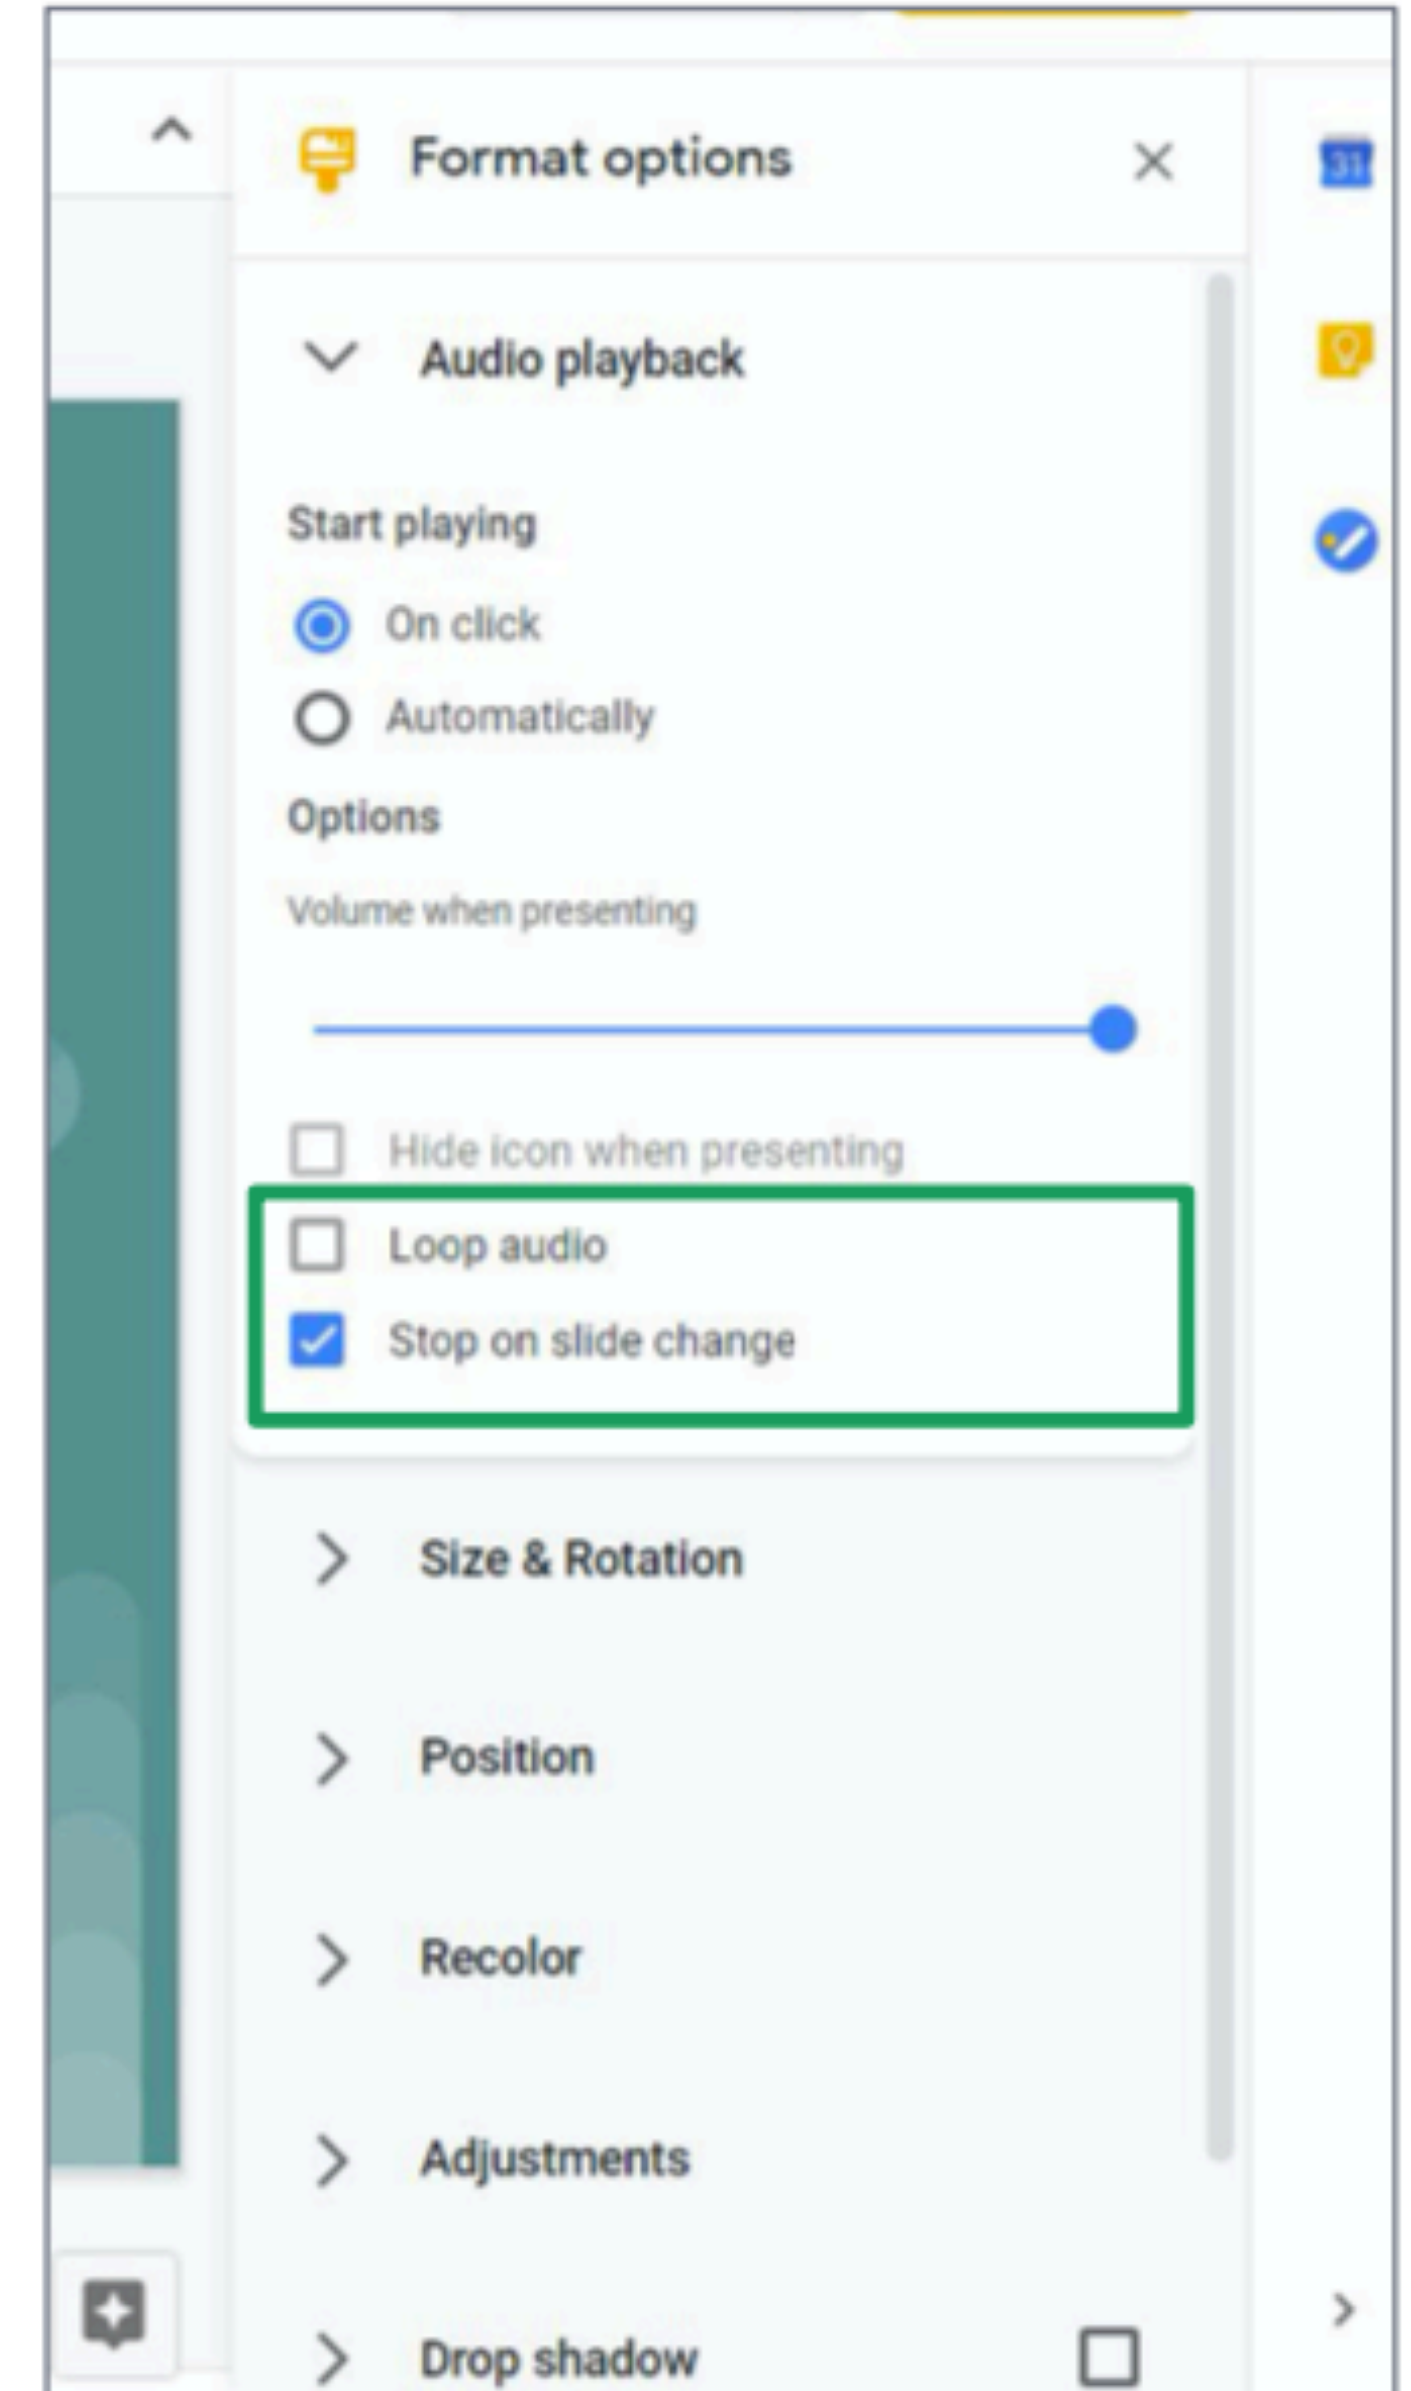 Format options
31
Audio playback
Start playing
On click
Automatically
Options
Volume when presenting
Hide icon when presenting
Loop audio
Stop on slide change
Size & Rotation
Position
Recolor
Adjustments
Drop shadow